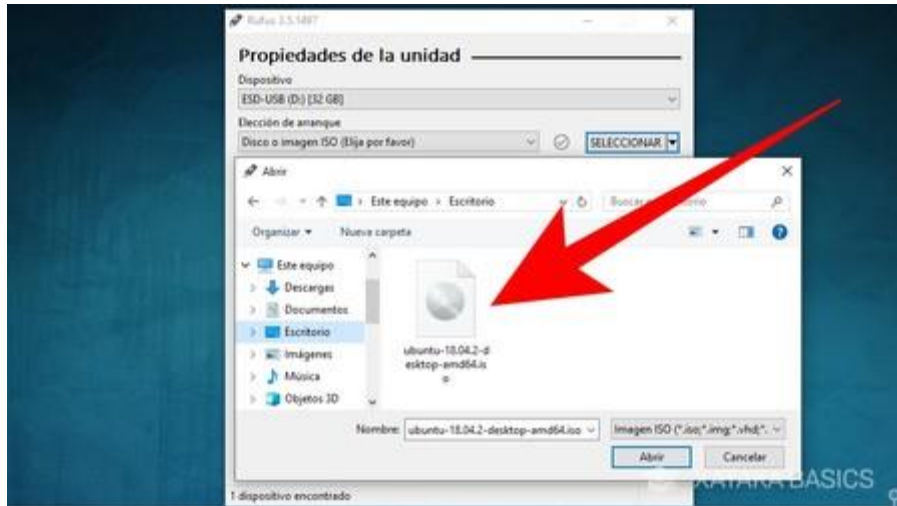 Rufus 3.5.1497
Propiedades de la unidad
Dispositivo
ESD-USB (D:) [32 GB]
Elección de arranque
Disco o imagen ISO (Elija por favor)
SELECCIONAR
Abrir
Este equipo › Escritorio
Organizar
Nueva carpeta
Este equipo
Descargas
Documentos
Escritorio
Imágenes
Música
Objetos 3D
ubuntu-18.04.2-d
esktop-amd64.is
o
Nombre: ubuntu-18.04.2-desktop-amd64.iso
Imagen ISO (*.iso;*.img;*.vhd;*.
Abrir
Cancelar
XATAKA BASICS
1 dispositivo encontrado